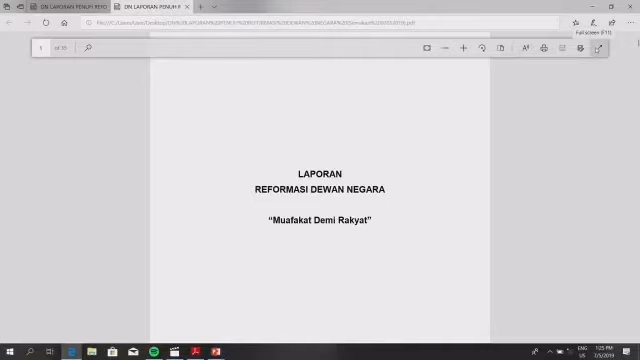 DN LAPORAN PENUH REFO
DN LAPORAN PENUH R
Full screen (F11)
1 of 15
LAPORAN
REFORMASI DEWAN NEGARA
“Muafakat Demi Rakyat”
ENG
US
1:25 PM
7/5/2019